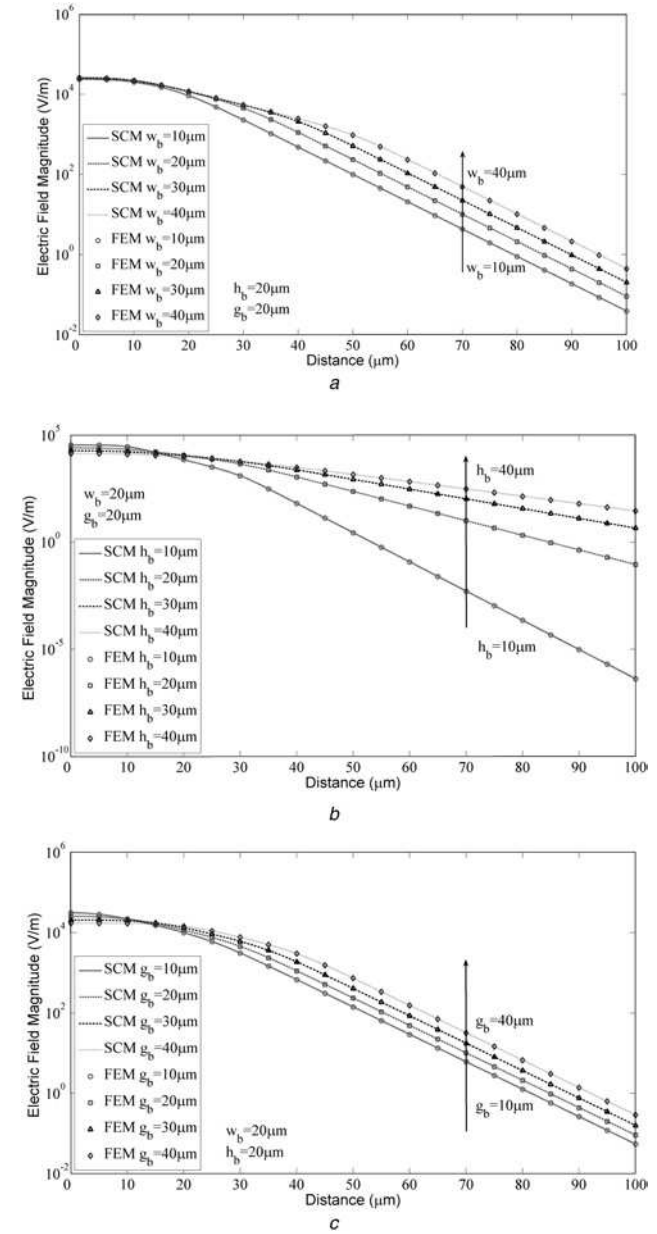 10^6
10^4
10^2
10^0
10^-2
Electric Field Magnitude (V/m)
SCM w_b=10μm
SCM w_b=20μm
SCM w_b=30μm
SCM w_b=40μm
FEM w_b=10μm
FEM w_b=20μm
FEM w_b=30μm
FEM w_b=40μm
h_b=20μm
g_b=20μm
w_b=40μm
w_b=10μm
0 10 20 30 40 50 60 70 80 90 100
Distance (μm)
a
10^5
10^0
10^-5
10^-10
Electric Field Magnitude (V/m)
w_b=20μm
g_b=20μm
SCM h_b=10μm
SCM h_b=20μm
SCM h_b=30μm
SCM h_b=40μm
FEM h_b=10μm
FEM h_b=20μm
FEM h_b=30μm
FEM h_b=40μm
h_b=40μm
h_b=10μm
0 10 20 30 40 50 60 70 80 90 100
Distance (μm)
b
10^6
10^4
10^2
10^0
10^-2
Electric Field Magnitude (V/m)
SCM g_b=10μm
SCM g_b=20μm
SCM g_b=30μm
SCM g_b=40μm
FEM g_b=10μm
FEM g_b=20μm
FEM g_b=30μm
FEM g_b=40μm
w_b=20μm
h_b=20μm
g_b=40μm
g_b=10μm
0 10 20 30 40 50 60 70 80 90 100
Distance (μm)
c